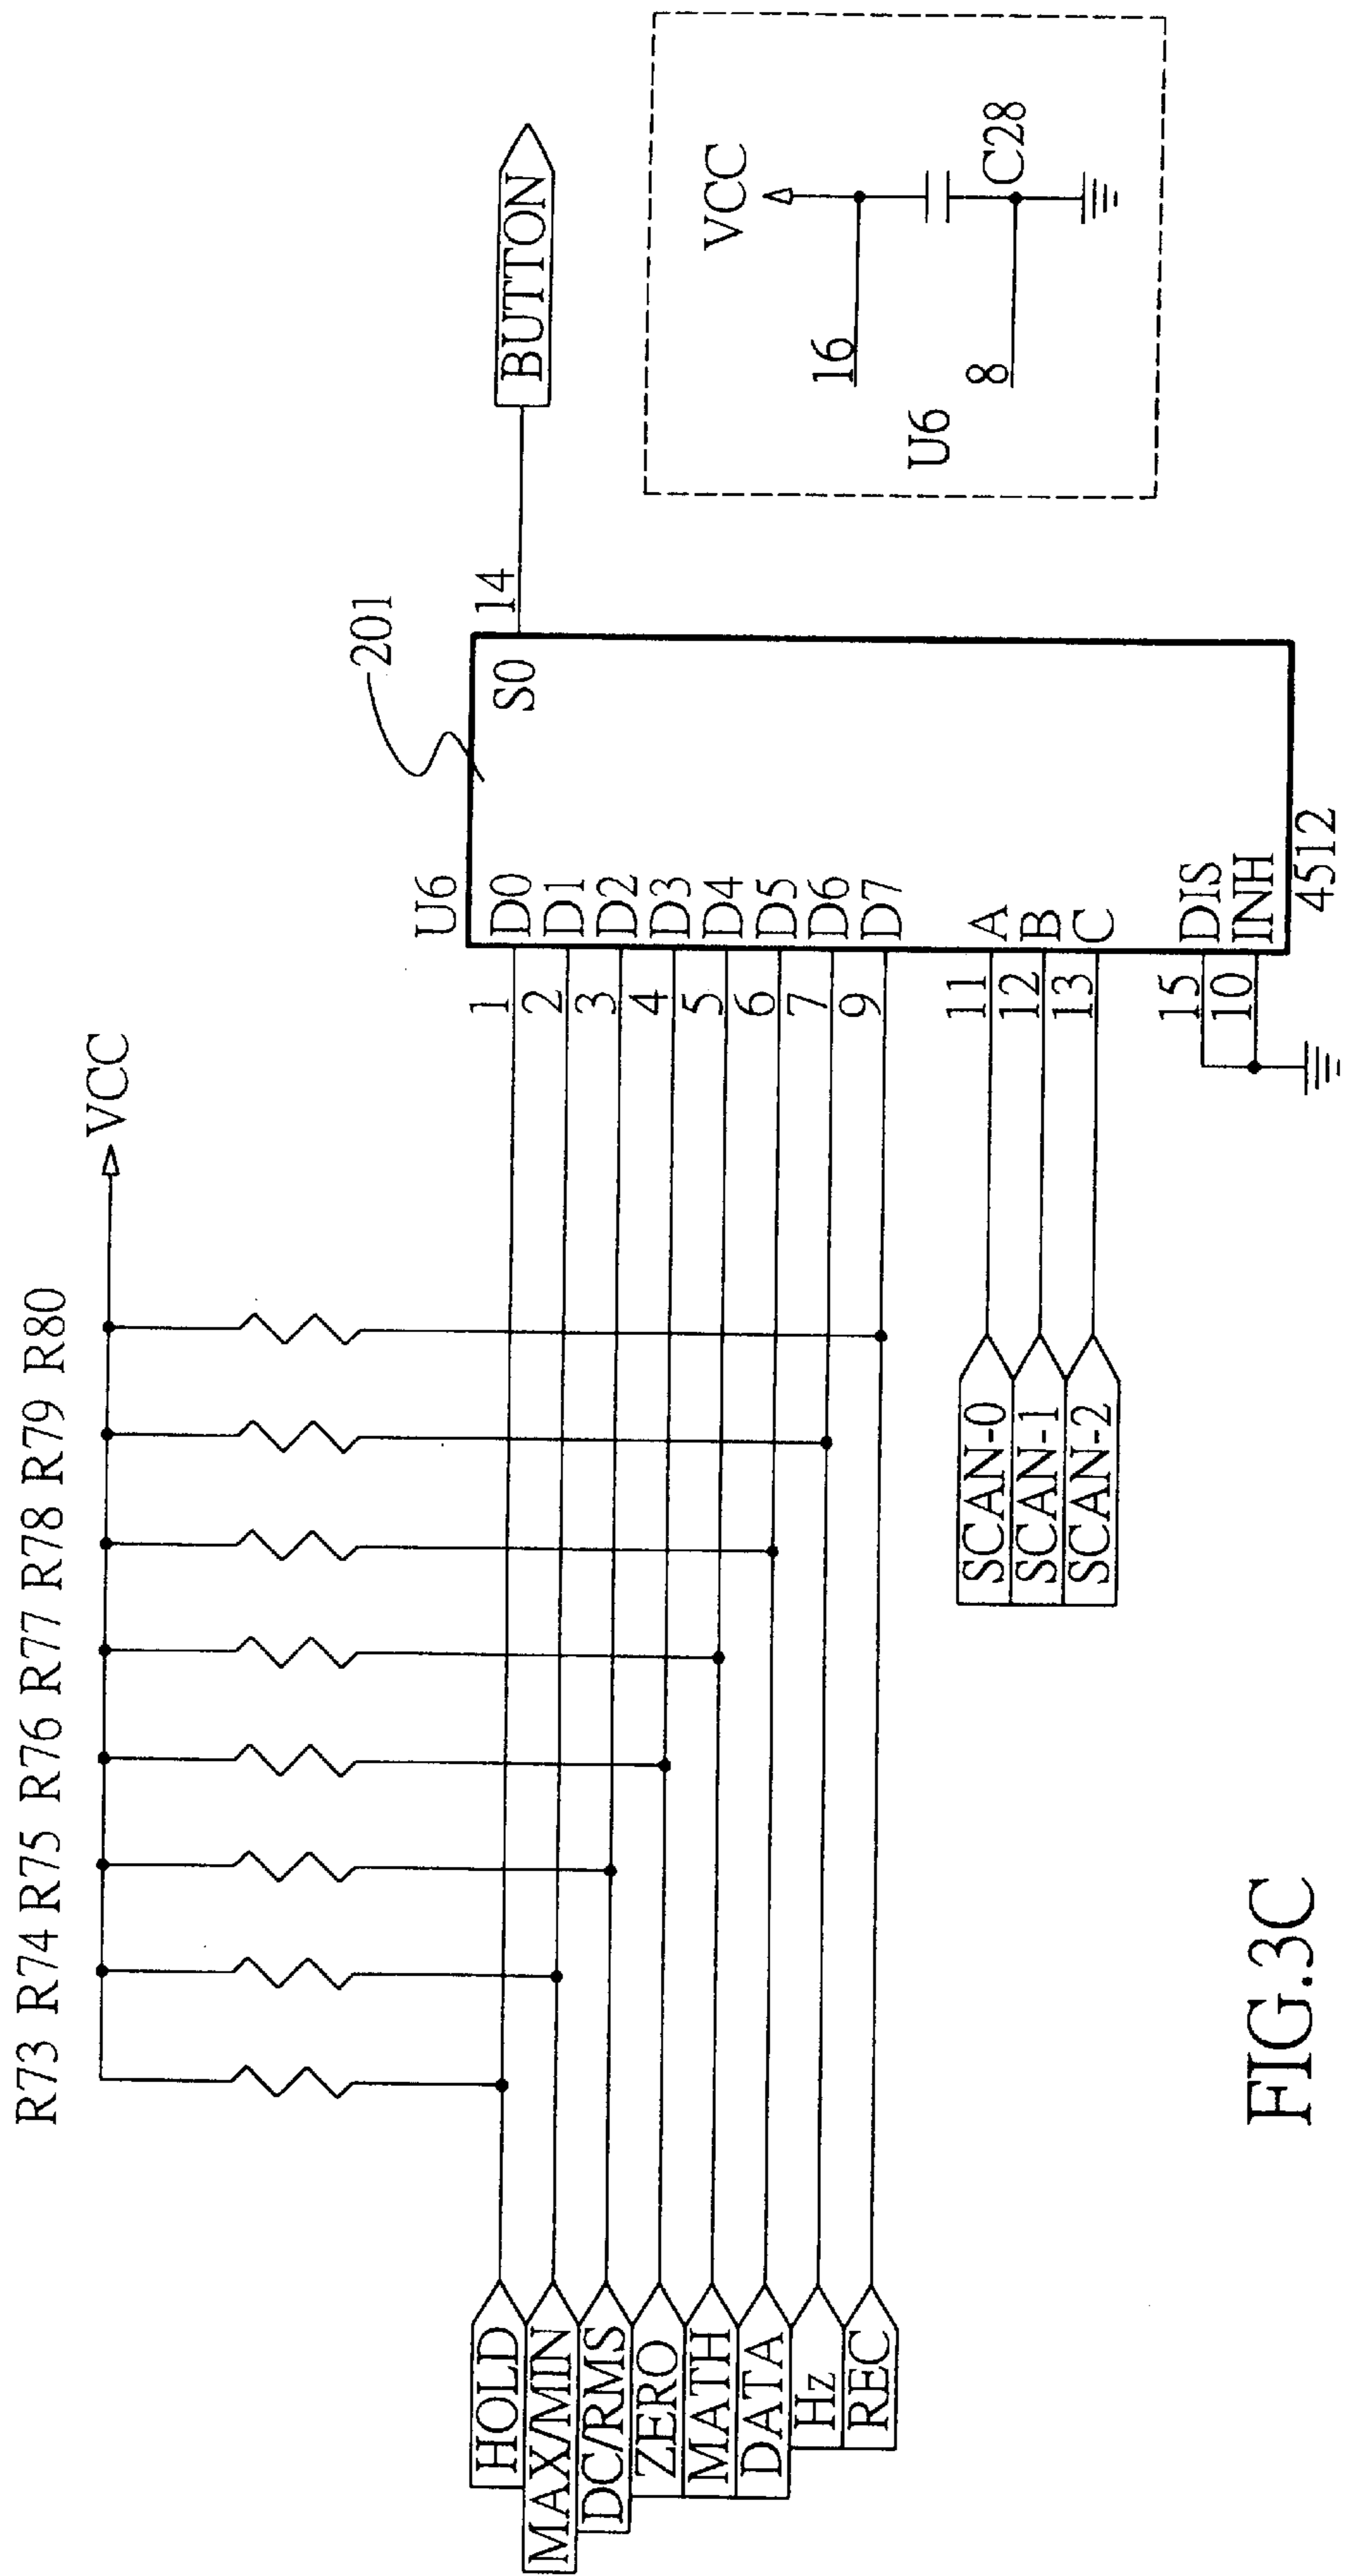 R73 R74 R75 R76 R77 R78 R79 R80
VCC
HOLD
MAX/MIN
DC/RMS
ZERO
MATH
DATA
Hz
REC
1
2
3
4
5
6
7
9
U6
D0
D1
D2
D3
D4
D5
D6
D7
201
S0
14
BUTTON
SCAN-0
SCAN-1
SCAN-2
11
12
13
A
B
C
15
10
DIS
INH
4512
VCC
16
U6
8
C28
FIG.3C